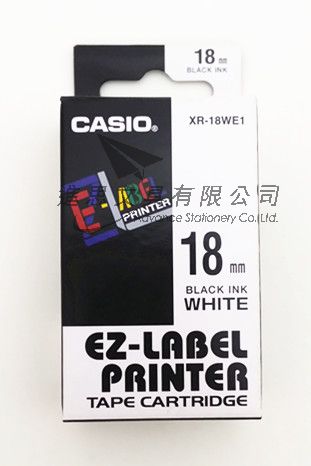 18 mm
BLACK INK
CASIO®
XR-18WE1
E-LABEL
PRINTER
有限公司
Advance Stationery Co.,Ltd.
18 mm
BLACK INK
WHITE
EZ-LABEL
PRINTER
TAPE CARTRIDGE